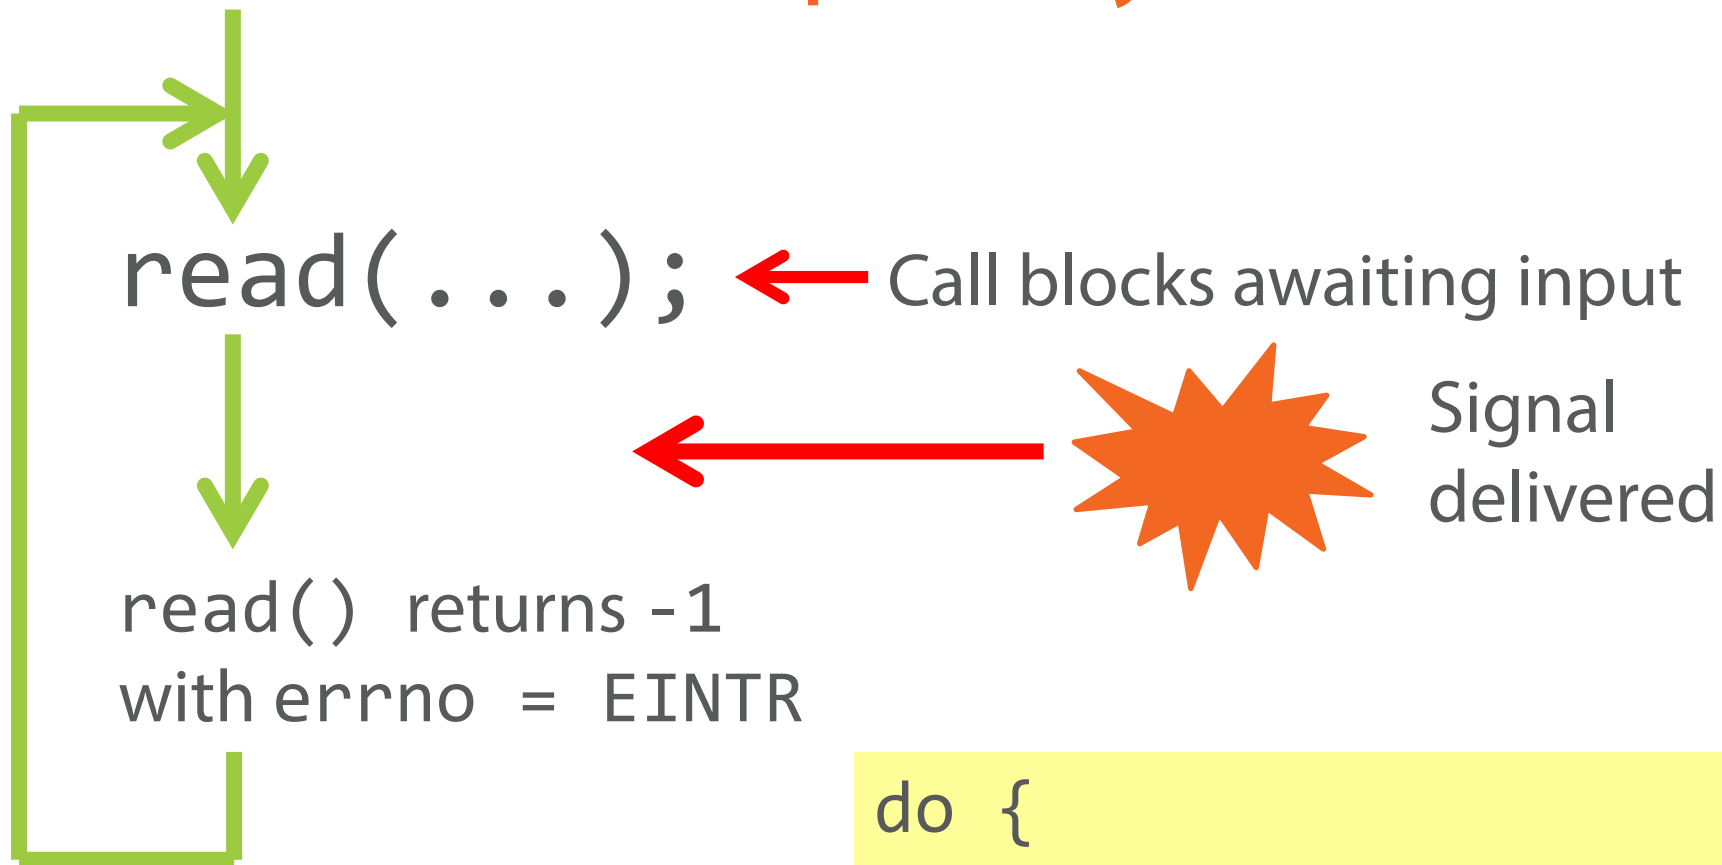 read(...);
Call blocks awaiting input
Signal
delivered
read() returns -1
with errno = EINTR
do {